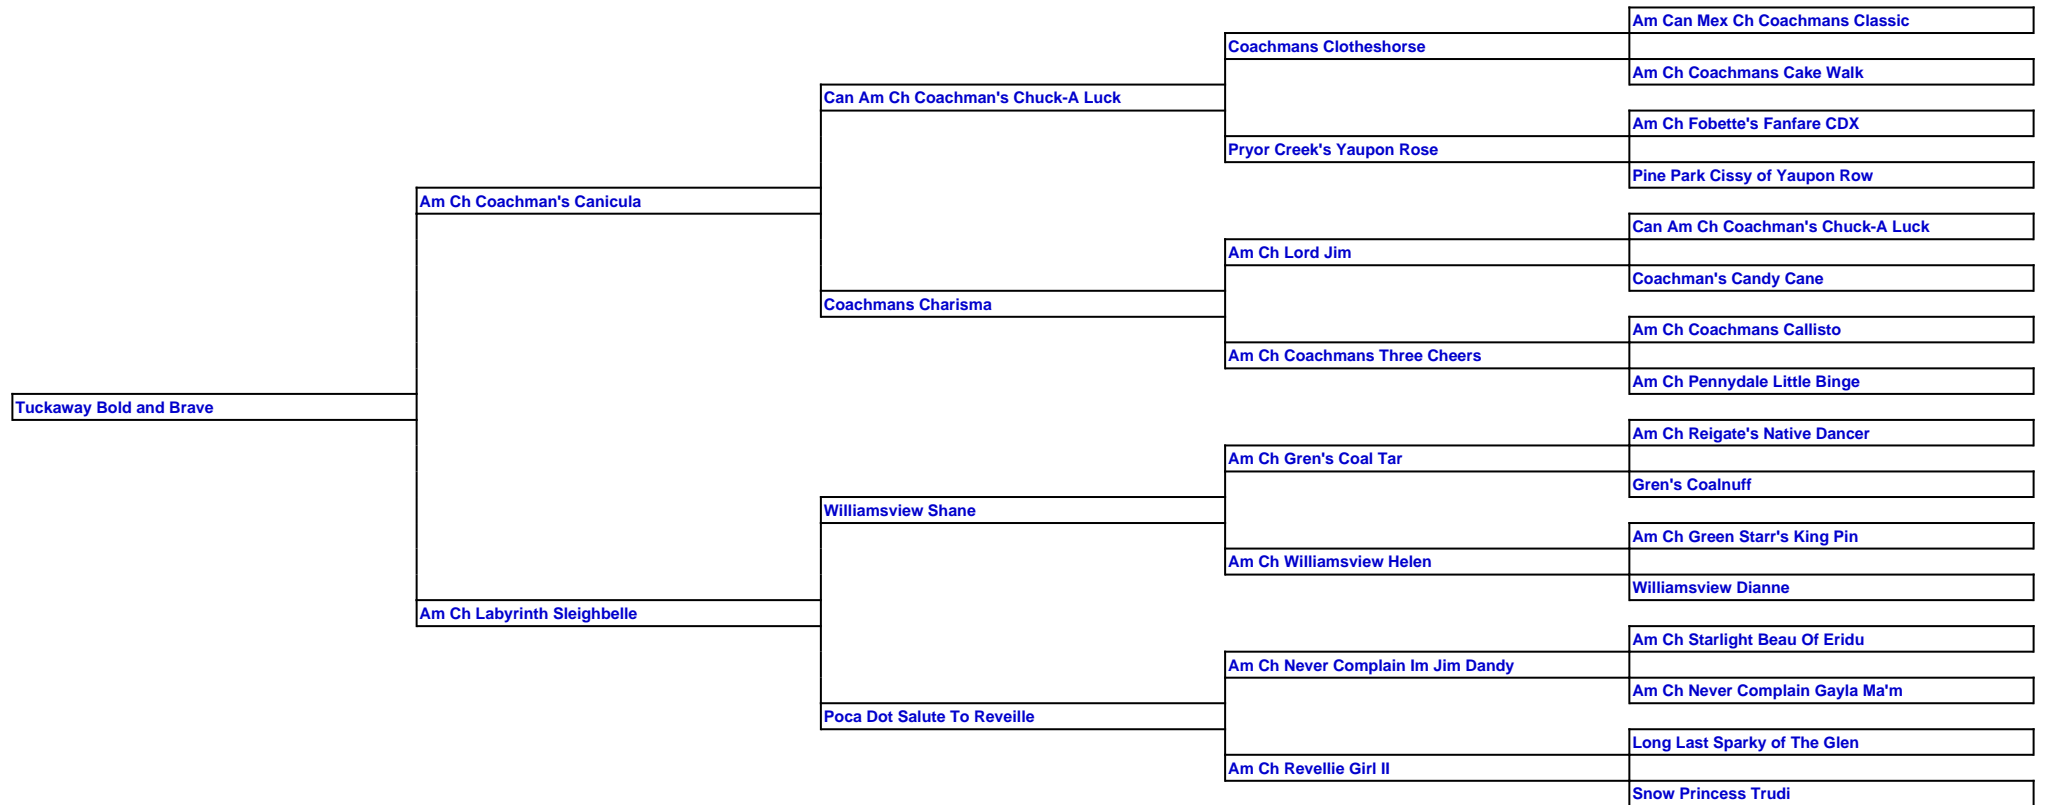 Am Can Mex Ch Coachmans Classic
Coachmans Clotheshorse
Am Ch Coachmans Cake Walk
Can Am Ch Coachman's Chuck-A Luck
Am Ch Fobette's Fanfare CDX
Pryor Creek's Yaupon Rose
Pine Park Cissy of Yaupon Row
Am Ch Coachman's Canicula
Can Am Ch Coachman's Chuck-A Luck
Am Ch Lord Jim
Coachman's Candy Cane
Coachmans Charisma
Am Ch Coachmans Callisto
Am Ch Coachmans Three Cheers
Am Ch Pennydale Little Binge
Tuckaway Bold and Brave
Am Ch Reigate's Native Dancer
Am Ch Gren's Coal Tar
Gren's Coalnuff
Williamsview Shane
Am Ch Green Starr's King Pin
Am Ch Williamsview Helen
Williamsview Dianne
Am Ch Labyrinth Sleighbelle
Am Ch Starlight Beau Of Eridu
Am Ch Never Complain Im Jim Dandy
Am Ch Never Complain Gayla Ma'm
Poca Dot Salute To Reveille
Long Last Sparky of The Glen
Am Ch Revellie Girl II
Snow Princess Trudi